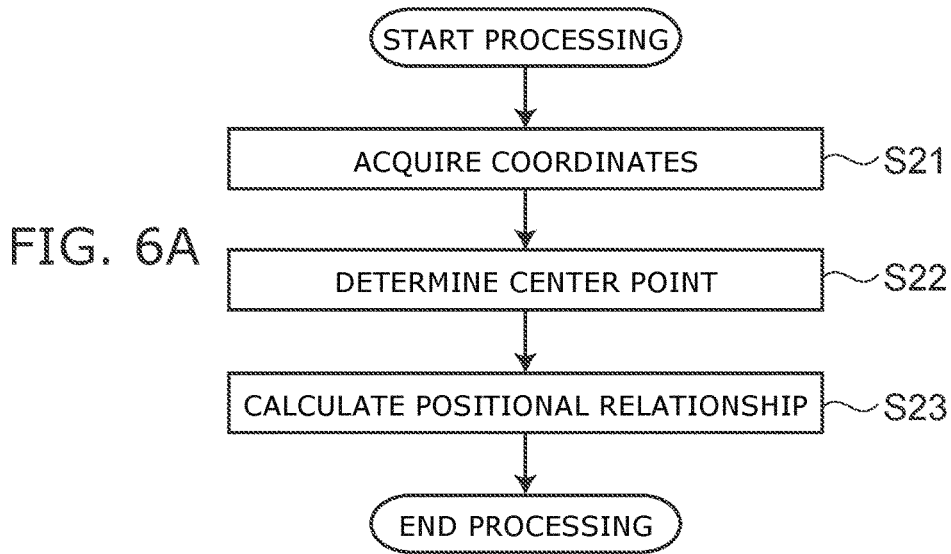 START PROCESSING
ACQUIRE COORDINATES
S21
FIG. 6A
DETERMINE CENTER POINT
S22
CALCULATE POSITIONAL RELATIONSHIP
S23
END PROCESSING